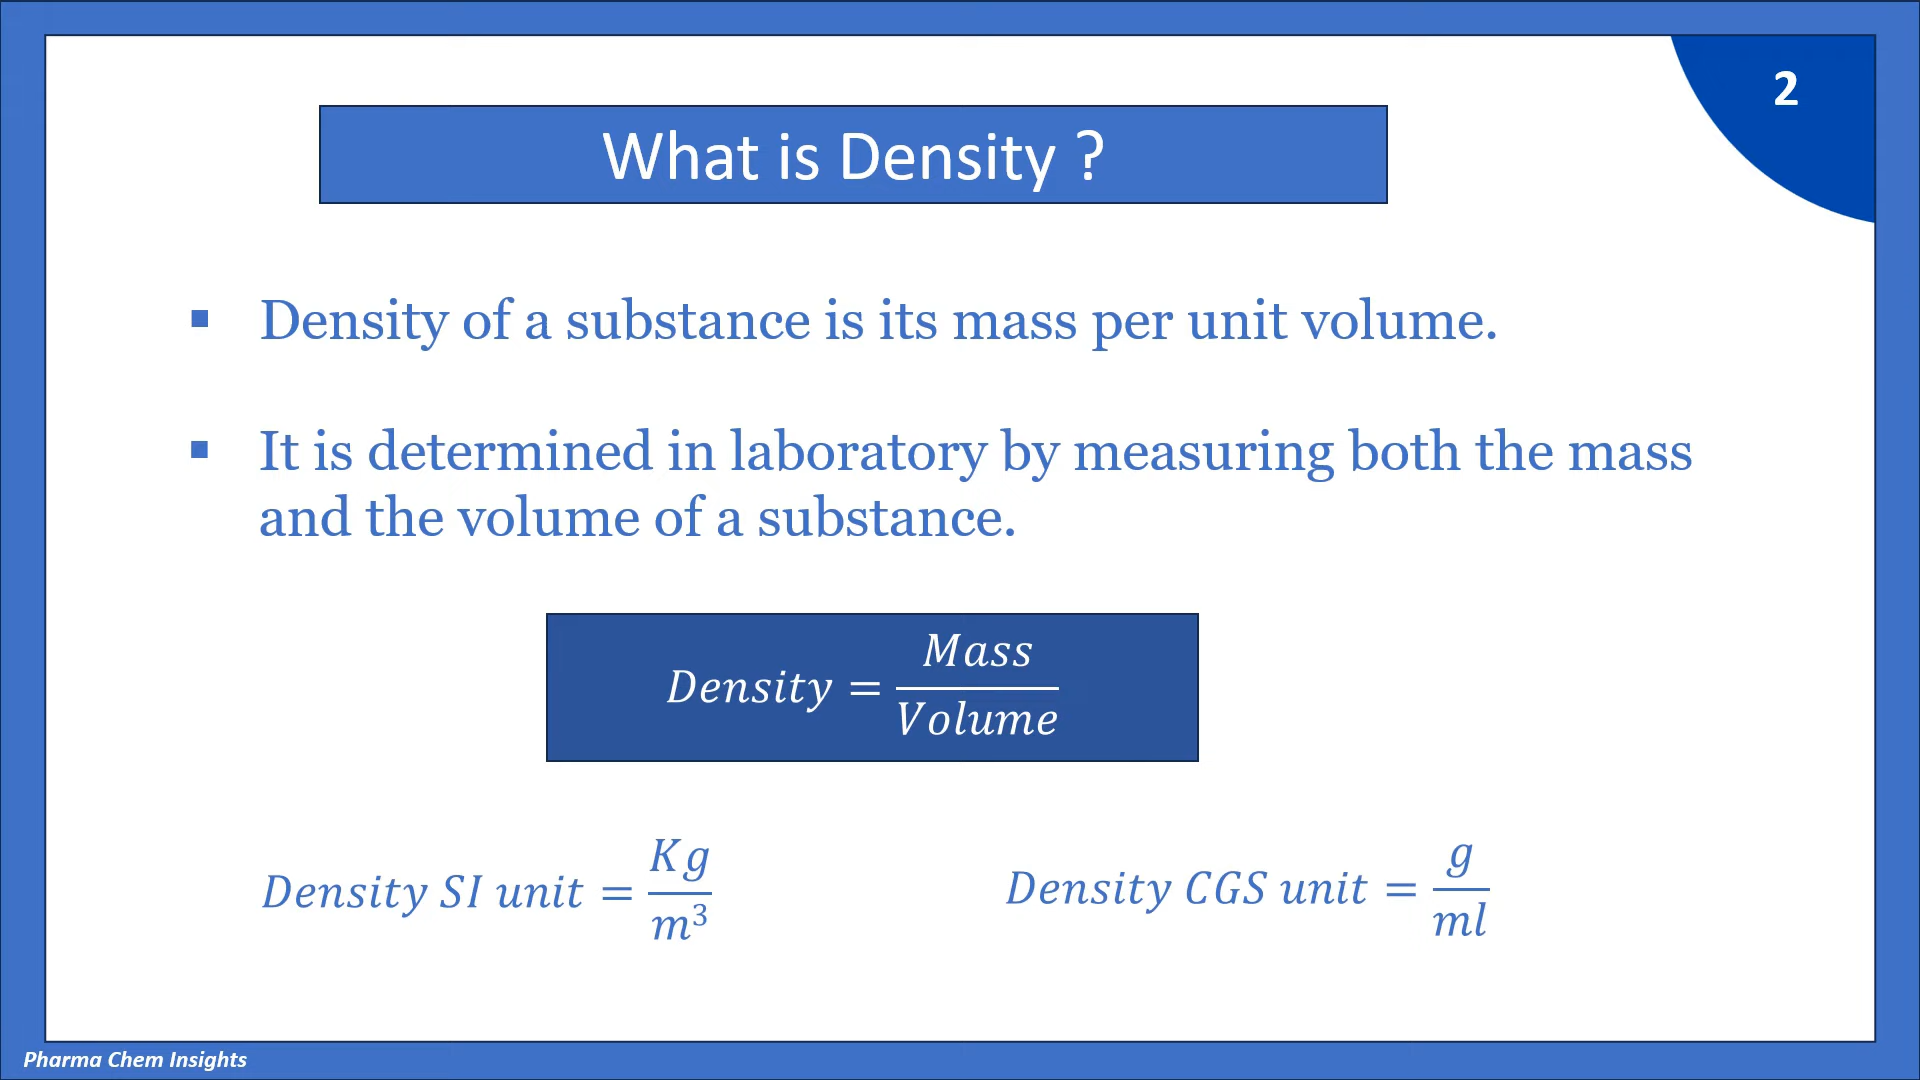 2
What is Density ?
▪ Density of a substance is its mass per unit volume.
▪ It is determined in laboratory by measuring both the mass
and the volume of a substance.
Density = Mass / Volume
Density SI unit = Kg / m³
Density CGS unit = g / ml
Pharma Chem Insights